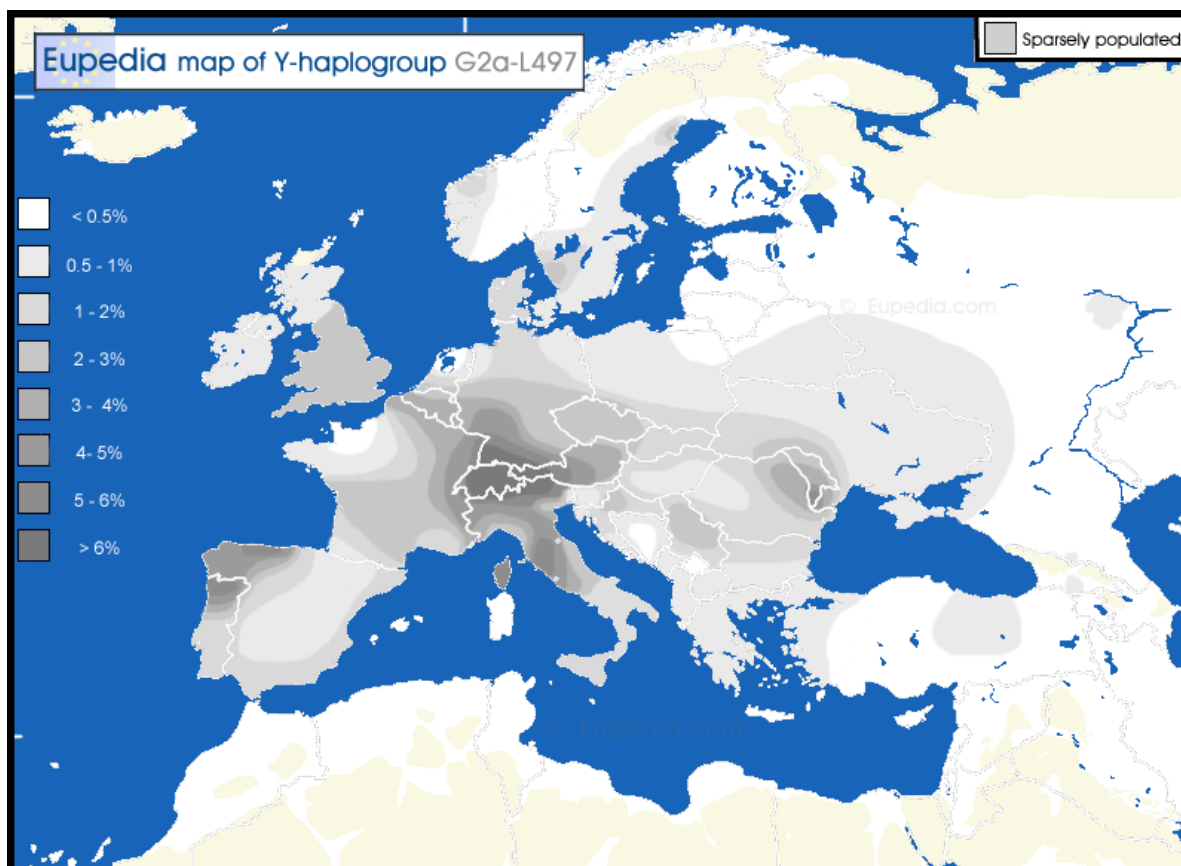 Eupedia map of Y-haplogroup G2a-L497
Sparsely populated
< 0.5%
0.5 - 1%
1 - 2%
2 - 3%
3 - 4%
4- 5%
5 - 6%
> 6%
© Eupedia.com
© Eupedia.com